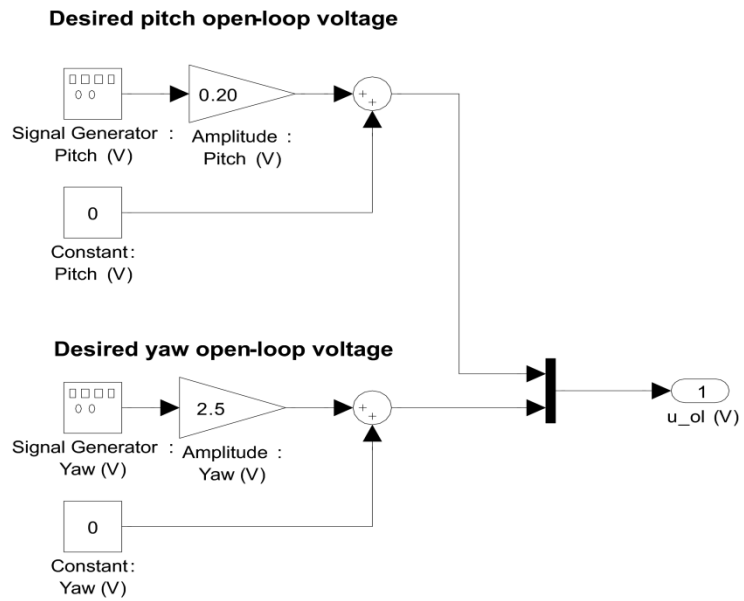 Desired pitch open-loop voltage
0.20
+
+
Signal Generator :
Pitch (V)
Amplitude :
Pitch (V)
0
Constant:
Pitch (V)
Desired yaw open-loop voltage
2.5
+
+
1
u_ol (V)
Signal Generator :
Yaw (V)
Amplitude :
Yaw (V)
0
Constant:
Yaw (V)